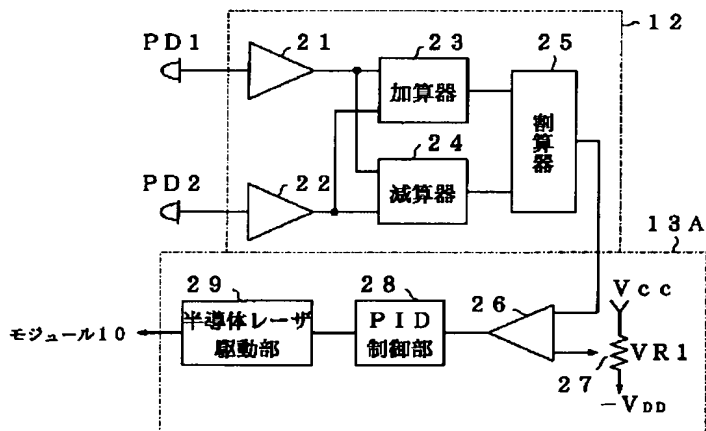 PD1
21
23
25
12
加算器
割算器
PD2
22
24
減算器
13A
29
28
26
Vcc
モジュール10
半導体レーザ
駆動部
PID
制御部
27
VR1
-VDD